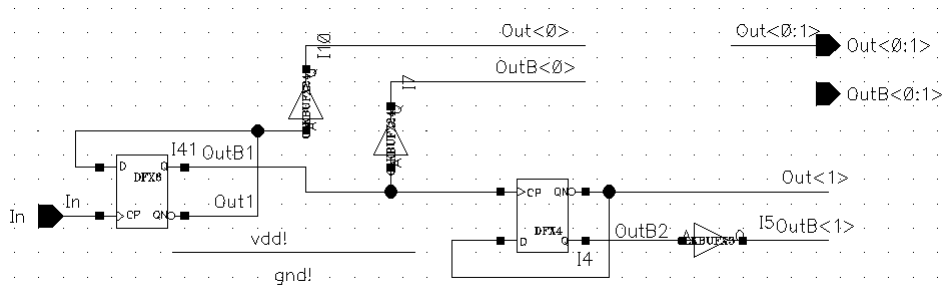 Out<0>
Out<0:1>
Out<0:1>
I10
OutB<0>
I7
OutB<0:1>
A
A
I41
OutB1
D
Q
DFX8
Out1
In
In
CP
QN
CP
QN
Out<1>
vdd!
D
Q
DFX4
OutB2
I5
OutB<1>
I4
gnd!